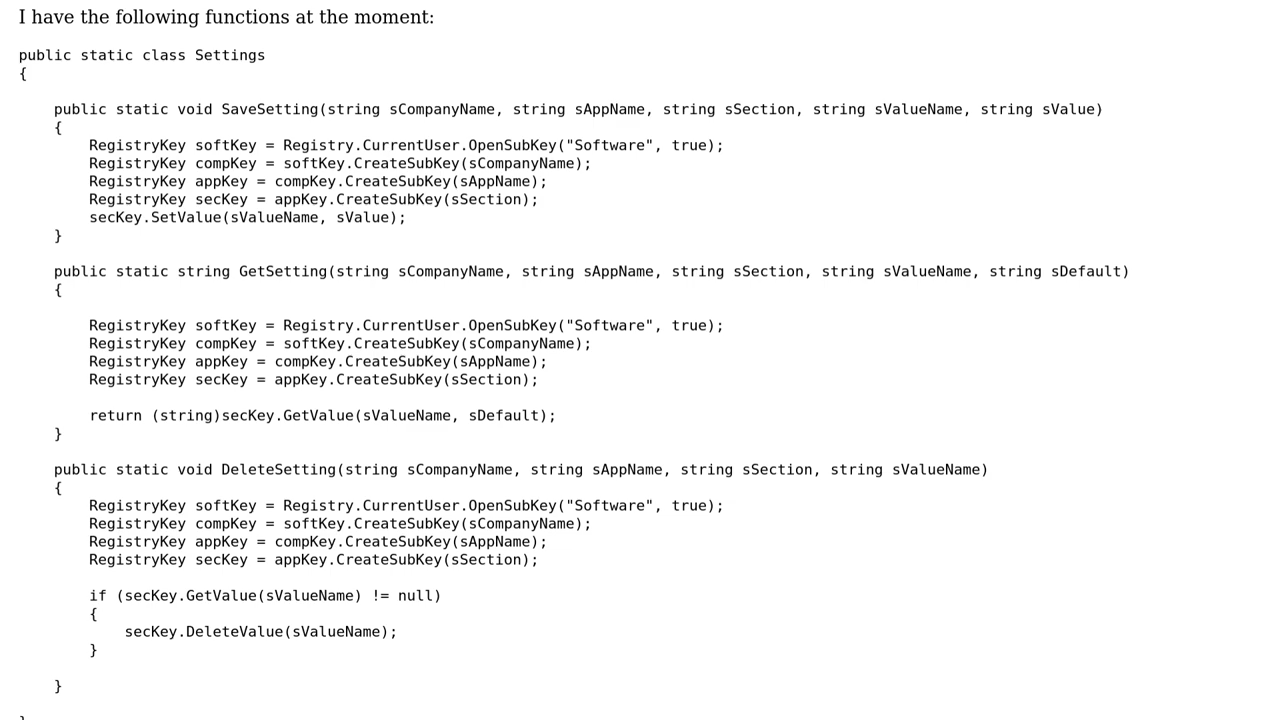 I have the following functions at the moment:
public static class Settings
{
    public static void SaveSetting(string sCompanyName, string sAppName, string sSection, string sValueName, string sValue)
    {
        RegistryKey softKey = Registry.CurrentUser.OpenSubKey("Software", true);
        RegistryKey compKey = softKey.CreateSubKey(sCompanyName);
        RegistryKey appKey = compKey.CreateSubKey(sAppName);
        RegistryKey secKey = appKey.CreateSubKey(sSection);
        secKey.SetValue(sValueName, sValue);
    }
    public static string GetSetting(string sCompanyName, string sAppName, string sSection, string sValueName, string sDefault)
    {
        RegistryKey softKey = Registry.CurrentUser.OpenSubKey("Software", true);
        RegistryKey compKey = softKey.CreateSubKey(sCompanyName);
        RegistryKey appKey = compKey.CreateSubKey(sAppName);
        RegistryKey secKey = appKey.CreateSubKey(sSection);
        return (string)secKey.GetValue(sValueName, sDefault);
    }
    public static void DeleteSetting(string sCompanyName, string sAppName, string sSection, string sValueName)
    {
        RegistryKey softKey = Registry.CurrentUser.OpenSubKey("Software", true);
        RegistryKey compKey = softKey.CreateSubKey(sCompanyName);
        RegistryKey appKey = compKey.CreateSubKey(sAppName);
        RegistryKey secKey = appKey.CreateSubKey(sSection);
        if (secKey.GetValue(sValueName) != null)
        {
            secKey.DeleteValue(sValueName);
        }
    }
}